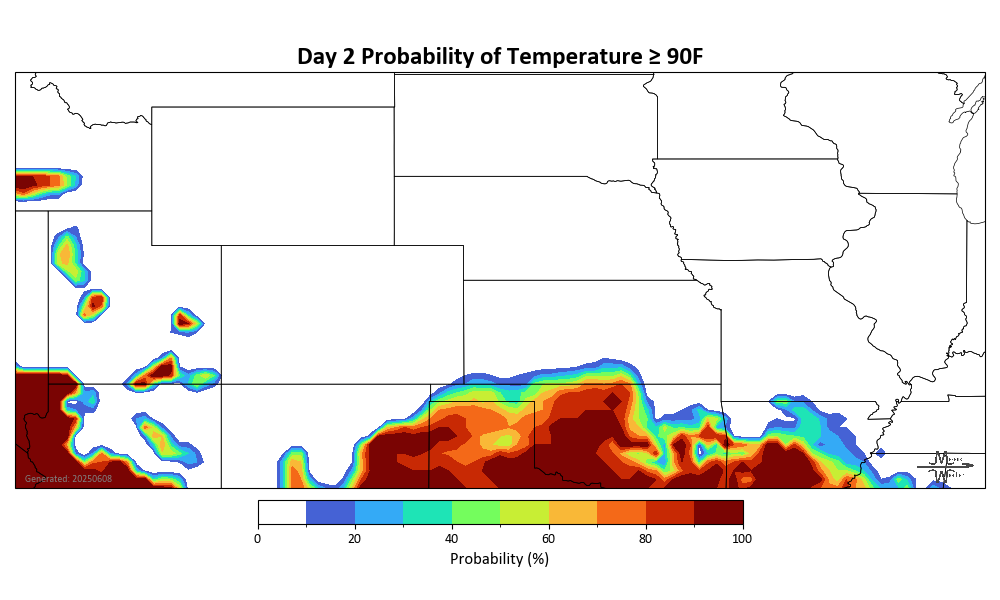 Day 2 Probability of Temperature ≥ 90F
Generated: 20250608
0 20 40 60 80 100
Probability (%)